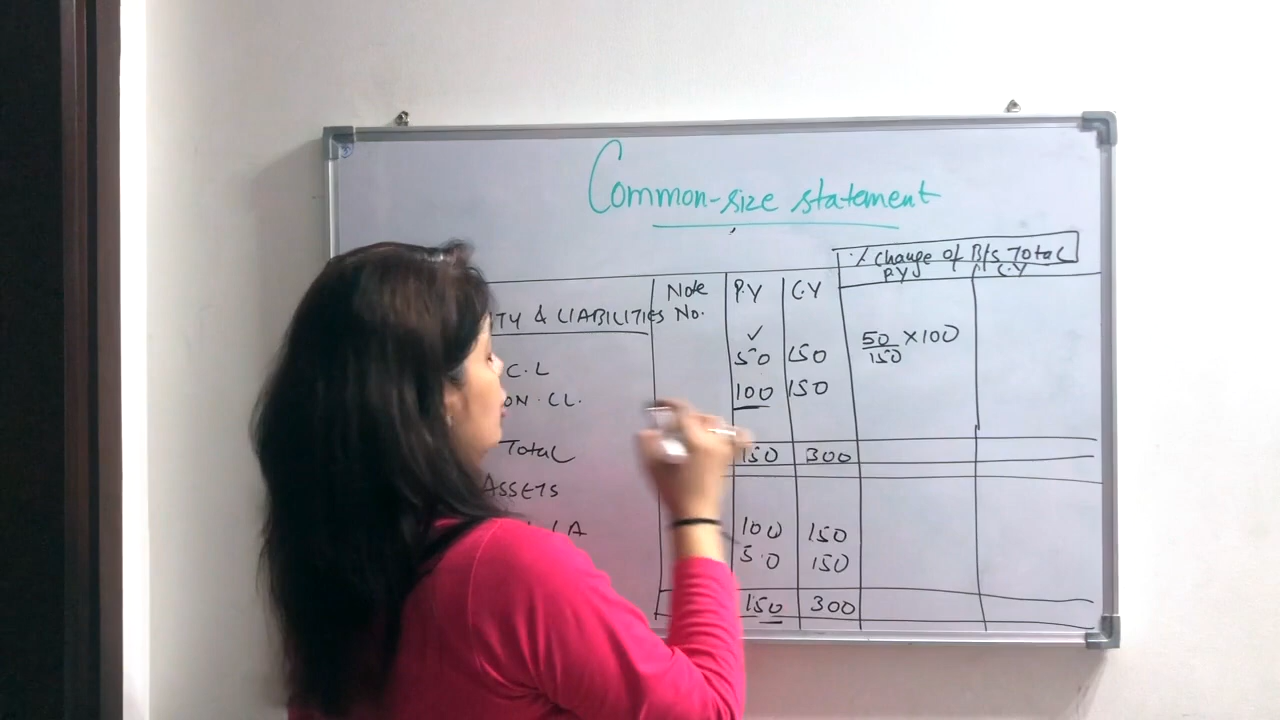 Common-size statement
·/· change of B/s Total
P.Y C.Y
Note No. P.Y C.Y
ITY & LIABILITIES
✓
C.L 50 150 50/150 ×100
ON·CL. 100 150
Total 150 300
ASSETS
A 100 150
50 150
150 300